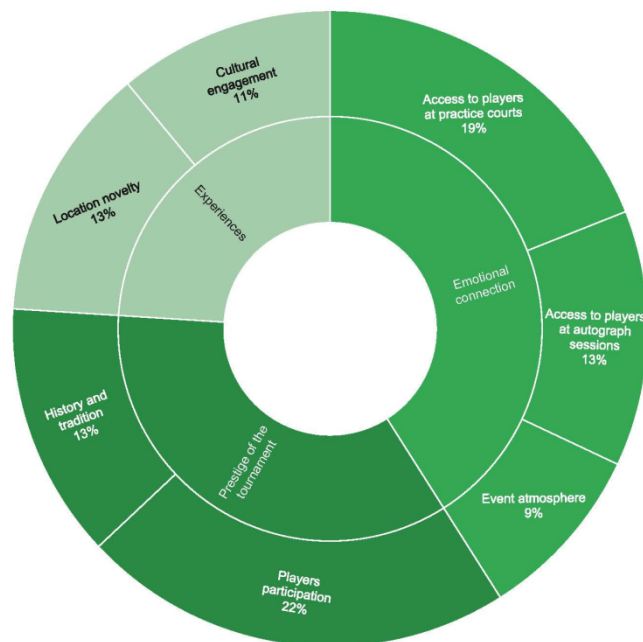 Cultural
engagement
11%
Access to players
at practice courts
19%
Location novelty
13%
Experiences
Emotional
connection
Access to players
at autograph
sessions
13%
History and
tradition
13%
Prestige of the
tournament
Event atmosphere
9%
Players
participation
22%